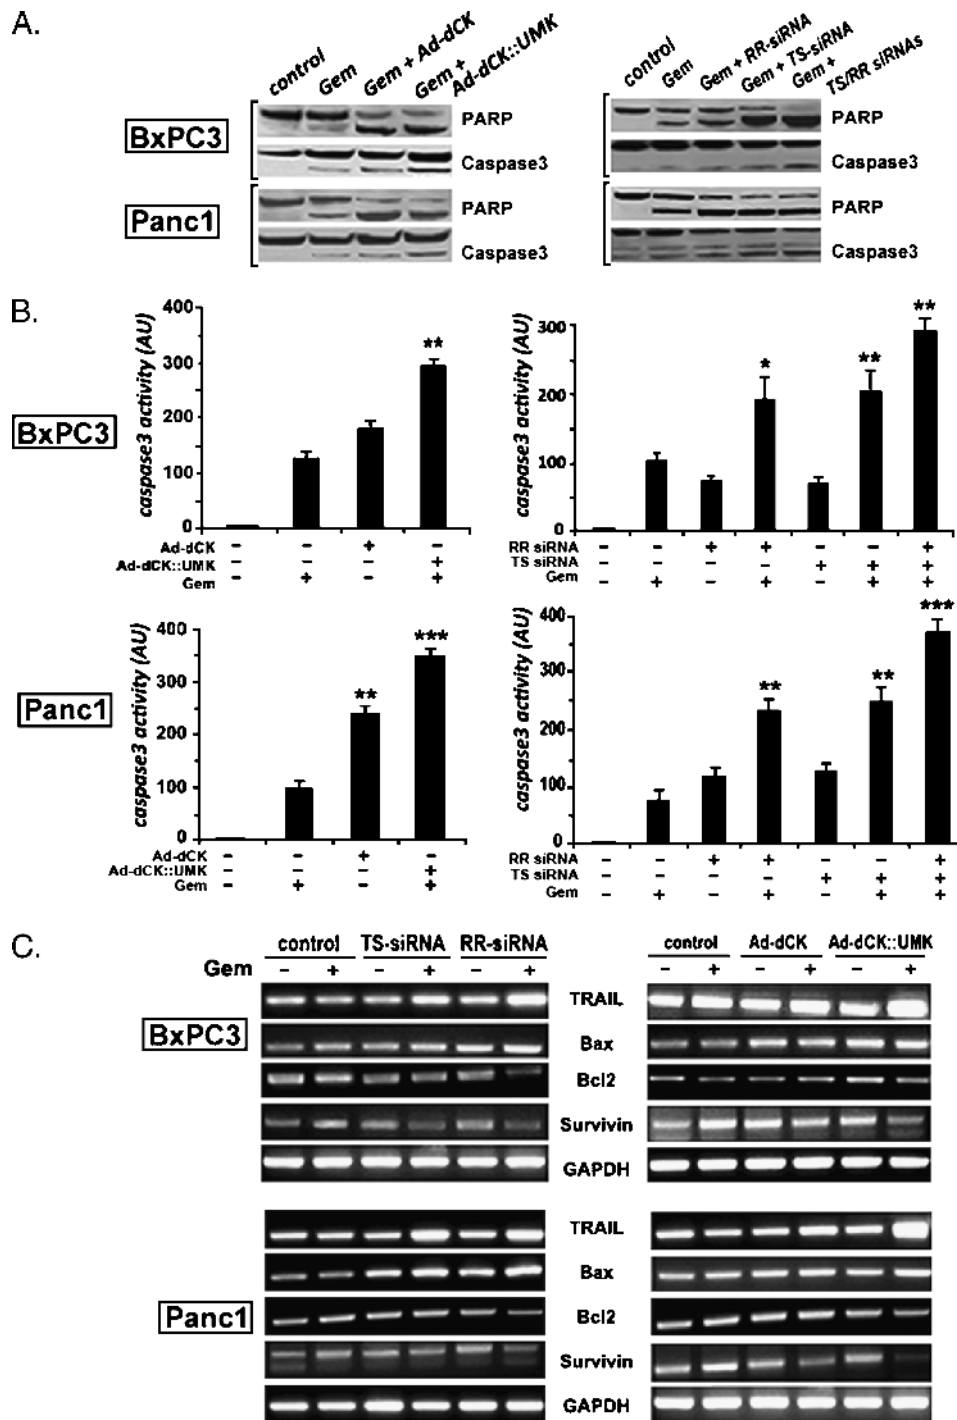 A.
control
Gem
Gem + Ad-dCK
Gem +
Ad-dCK::UMK
control
Gem
Gem + RR-siRNA
Gem + TS-siRNA
Gem +
TS/RR siRNAs
BxPC3
PARP
PARP
Caspase3
Caspase3
Panc1
PARP
PARP
Caspase3
Caspase3
B.
BxPC3
caspase3 activity (AU)
400
300
200
100
0
**
Ad-dCK - - + -
Ad-dCK::UMK - - - +
Gem - + + +
caspase3 activity (AU)
300
200
100
0
* ** **
RR siRNA - - + + - - +
TS siRNA - - - - + + +
Gem - + - + - + +
Panc1
caspase3 activity (AU)
400
300
200
100
0
** ***
Ad-dCK - - + -
Ad-dCK::UMK - - - +
Gem - + +
caspase3 activity (AU)
400
300
200
100
0
** ** ***
RR siRNA - - + + - - +
TS siRNA - - - - + + +
Gem - + - + - + +
C.
control TS-siRNA RR-siRNA
Gem - + - + - +
control Ad-dCK Ad-dCK::UMK
- + - + - +
BxPC3
TRAIL
Bax
Bcl2
Survivin
GAPDH
Panc1
TRAIL
Bax
Bcl2
Survivin
GAPDH